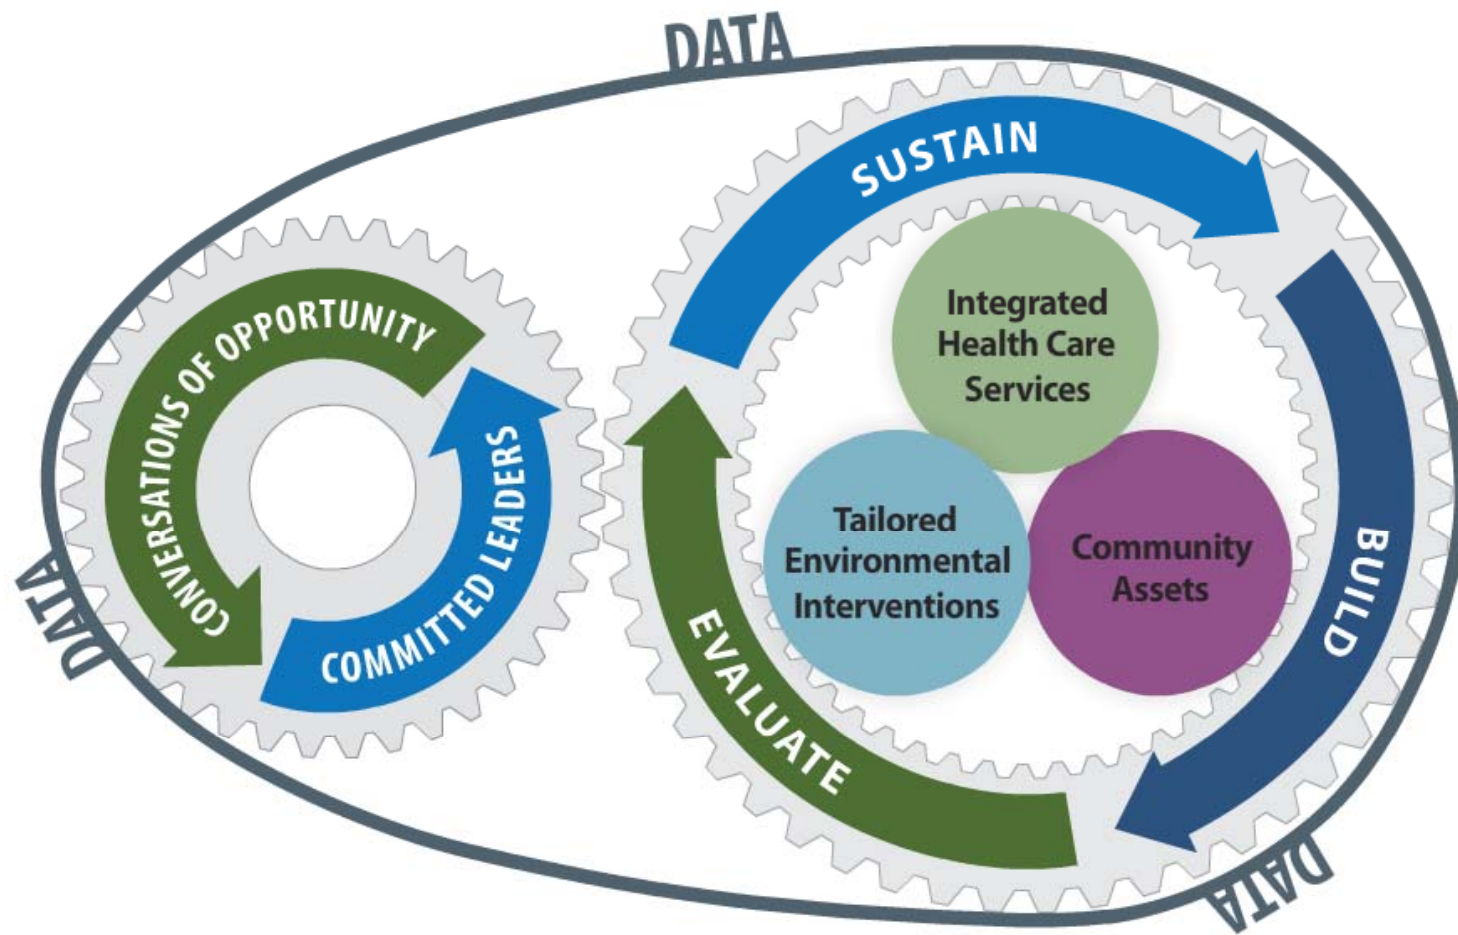 DATA
SUSTAIN
CONVERSATIONS OF OPPORTUNITY
COMMITTED LEADERS
Integrated
Health Care
Services
Tailored
Environmental
Interventions
Community
Assets
BUILD
EVALUATE
DATA
DATA